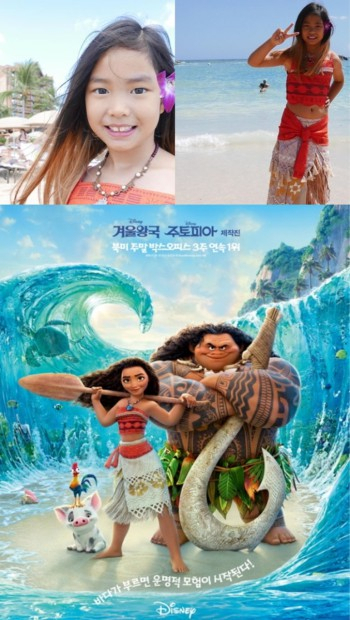 Disney Disney
겨울왕국 주토피아 제작진
북미 주말 박스오피스 3주 연속 1위
바다가 부르면 운명적 모험이 시작된다!
Disney